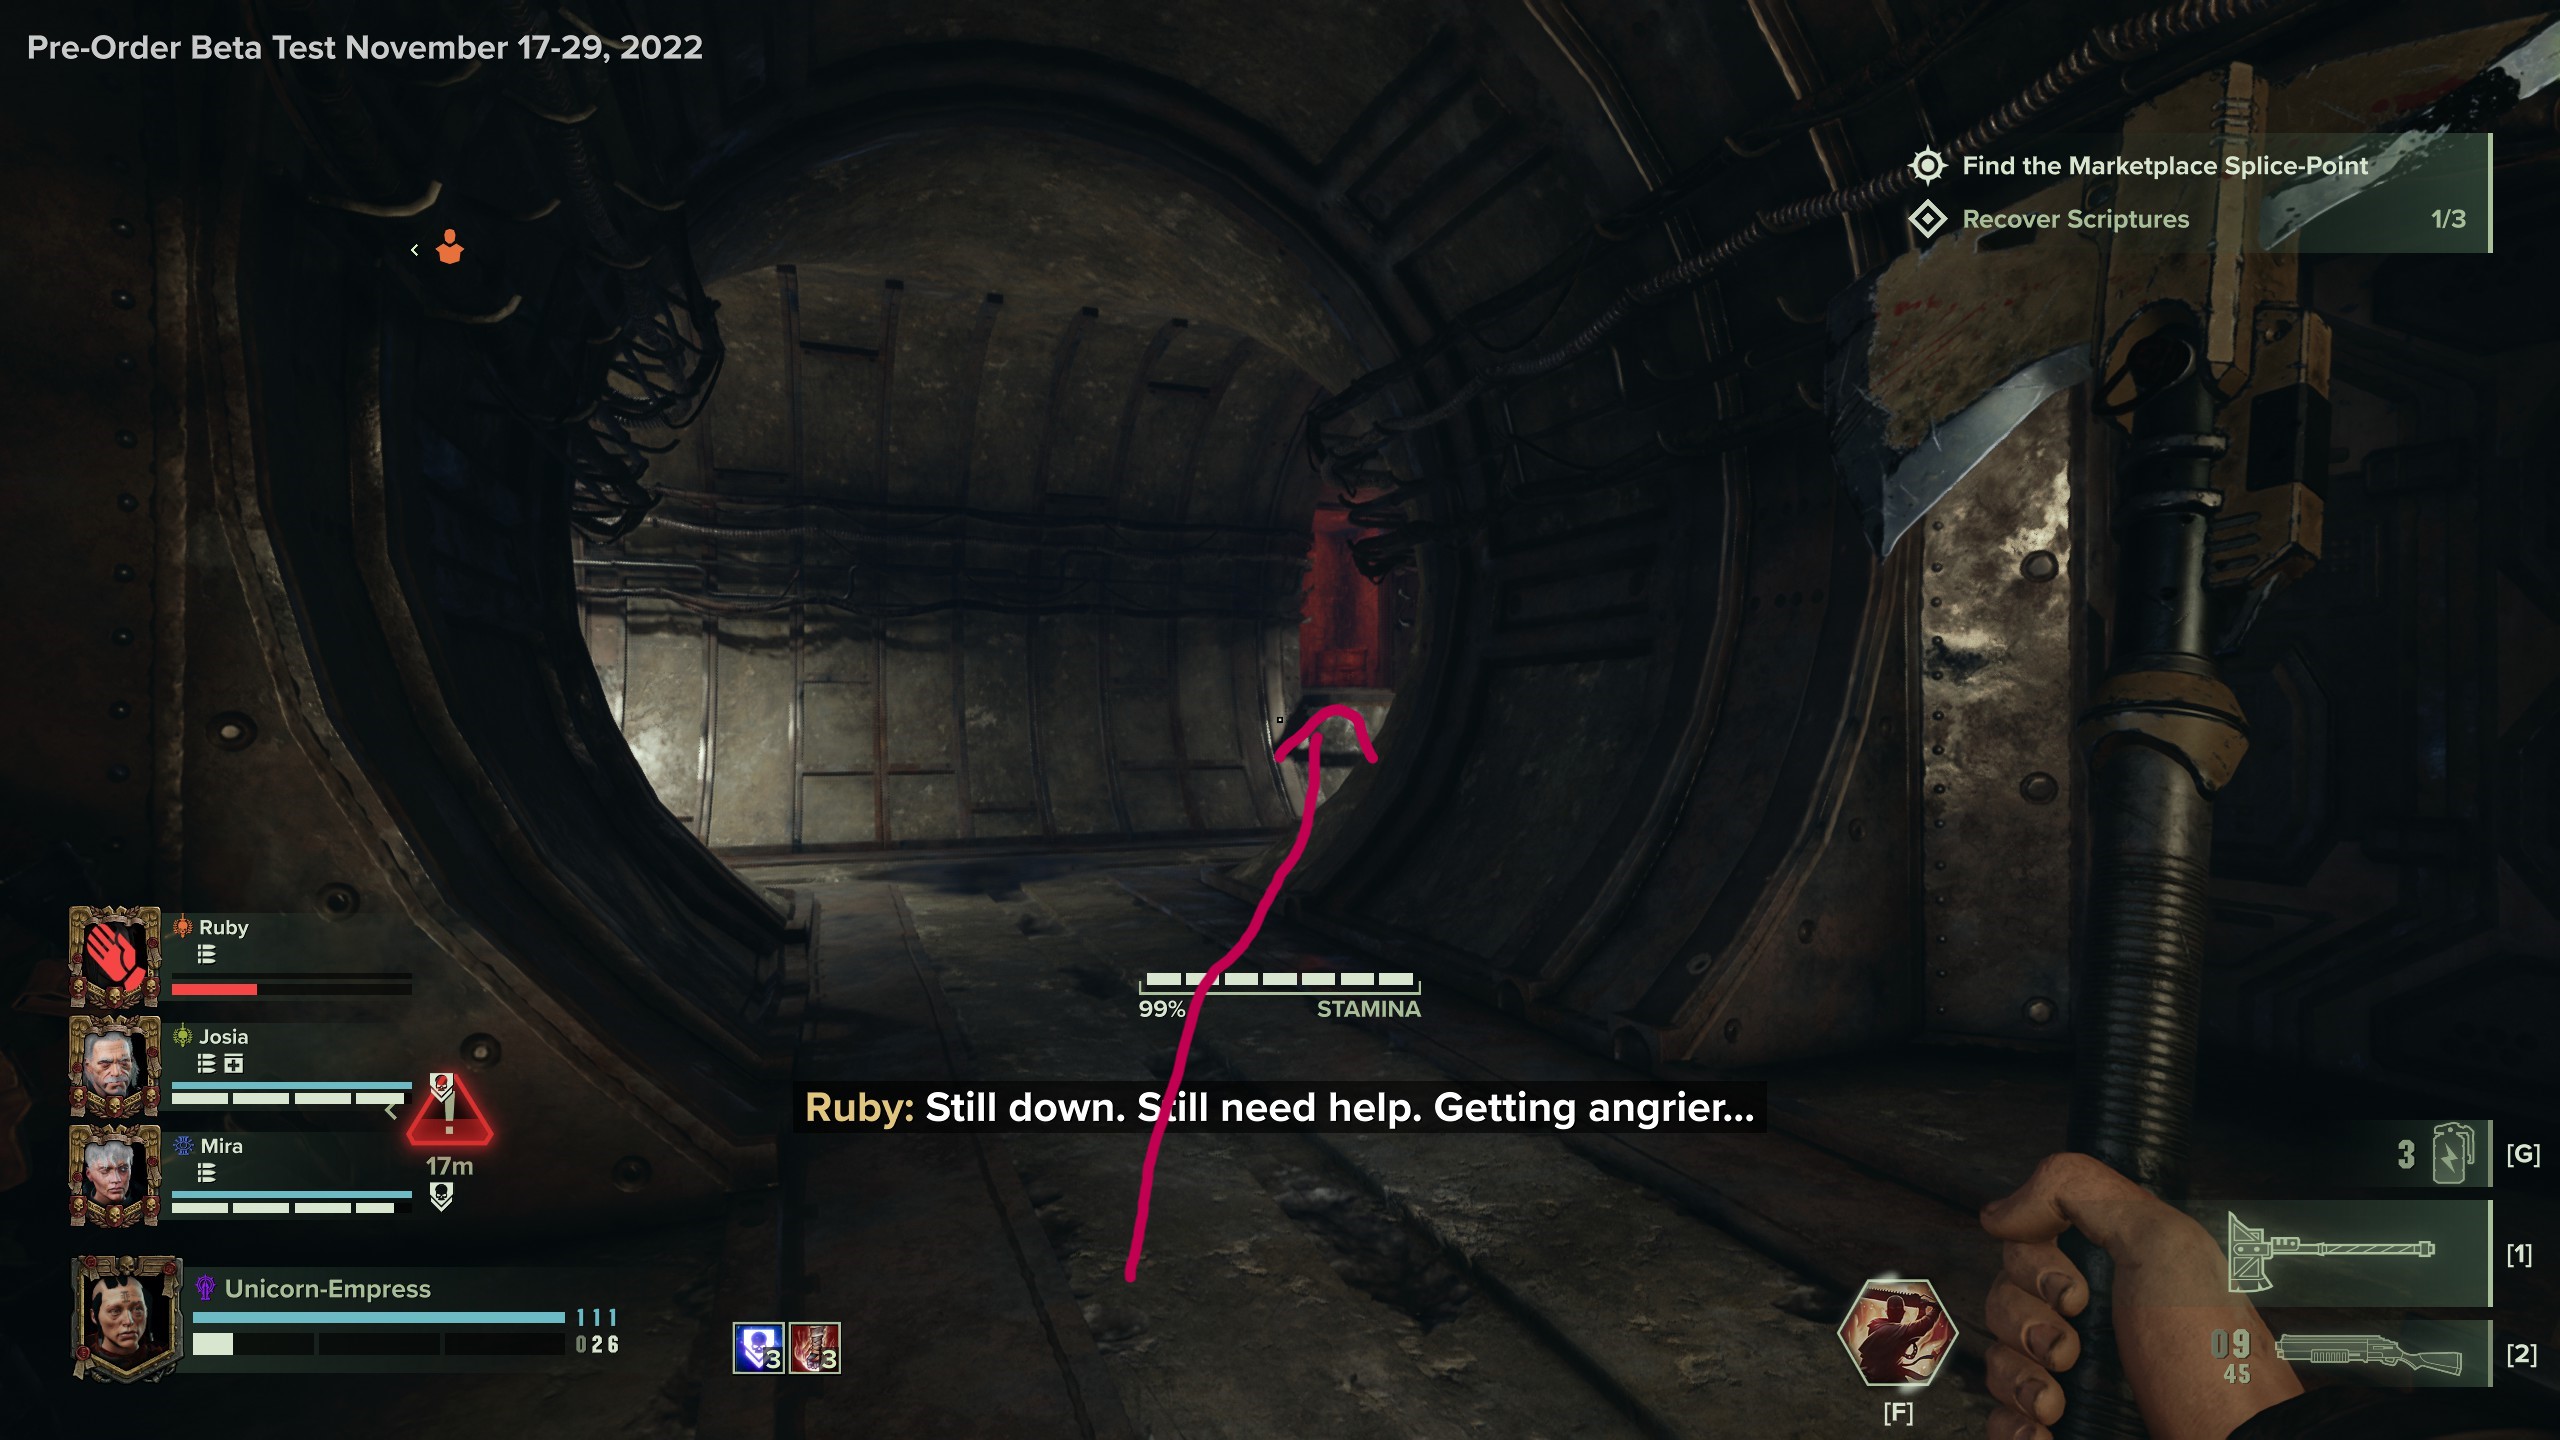 Pre-Order Beta Test November 17-29, 2022
Find the Marketplace Splice-Point
Recover Scriptures 1/3
Ruby
Josia
Mira
17m
Unicorn-Empress
111
026
3
3
99% STAMINA
Ruby: Still down. Still need help. Getting angrier...
[F]
3 [G]
[1]
09
45
[2]